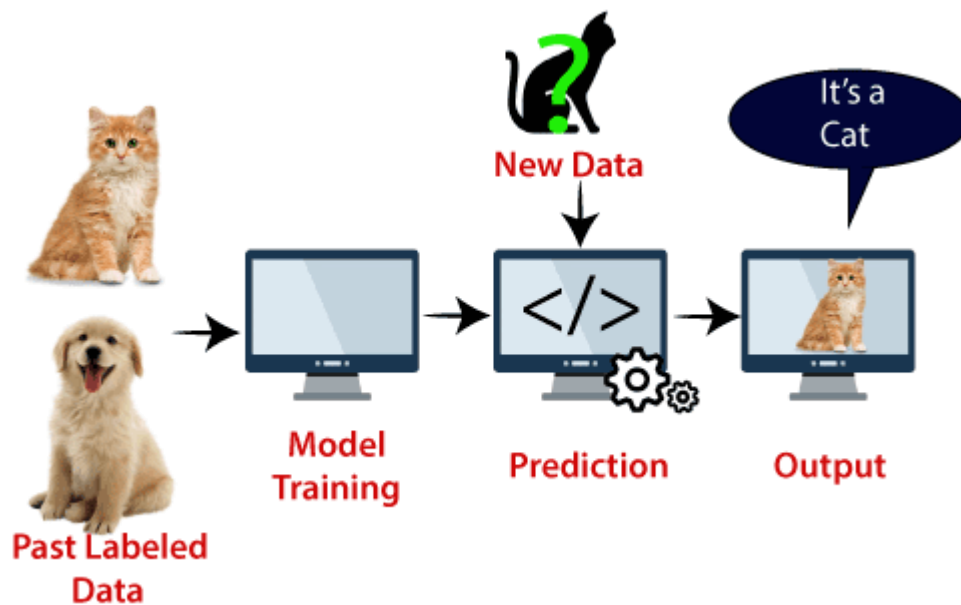 It's a
Cat
?
New Data
</>
Model
Training
Prediction
Output
Past Labeled
Data